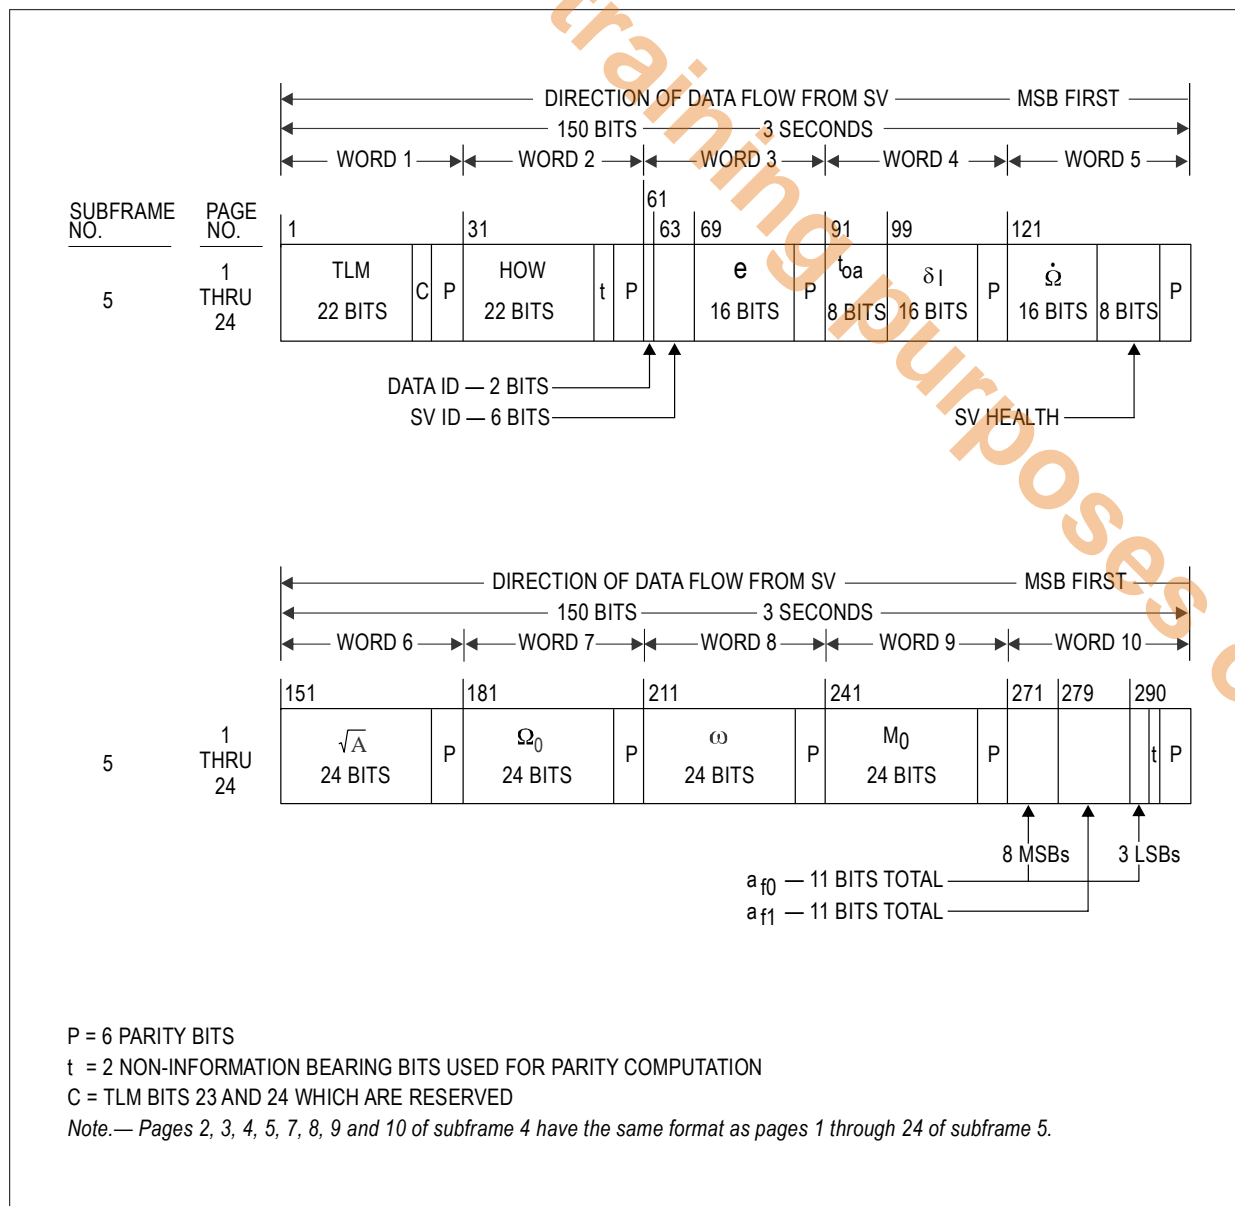 DIRECTION OF DATA FLOW FROM SV MSB FIRST
150 BITS 3 SECONDS
WORD 1 WORD 2 WORD 3 WORD 4 WORD 5
SUBFRAME NO. PAGE NO.
1 31 61 63 69 91 99 121
5 1 THRU 24
TLM 22 BITS C P HOW 22 BITS t P e 16 BITS P t_oa 8 BITS δI 16 BITS P Ω̇ 16 BITS 8 BITS P
DATA ID — 2 BITS
SV ID — 6 BITS SV HEALTH
DIRECTION OF DATA FLOW FROM SV MSB FIRST
150 BITS 3 SECONDS
WORD 6 WORD 7 WORD 8 WORD 9 WORD 10
151 181 211 241 271 279 290
5 1 THRU 24
√A 24 BITS P Ω₀ 24 BITS P ω 24 BITS P M₀ 24 BITS P t P
8 MSBs 3 LSBs
a f0 — 11 BITS TOTAL
a f1 — 11 BITS TOTAL
P = 6 PARITY BITS
t = 2 NON-INFORMATION BEARING BITS USED FOR PARITY COMPUTATION
C = TLM BITS 23 AND 24 WHICH ARE RESERVED
Note.— Pages 2, 3, 4, 5, 7, 8, 9 and 10 of subframe 4 have the same format as pages 1 through 24 of subframe 5.
training purposes